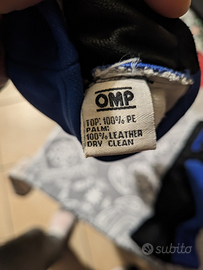 OMP
TOP: 100% PE
PALM:
100% LEATHER
DRY CLEAN
subito